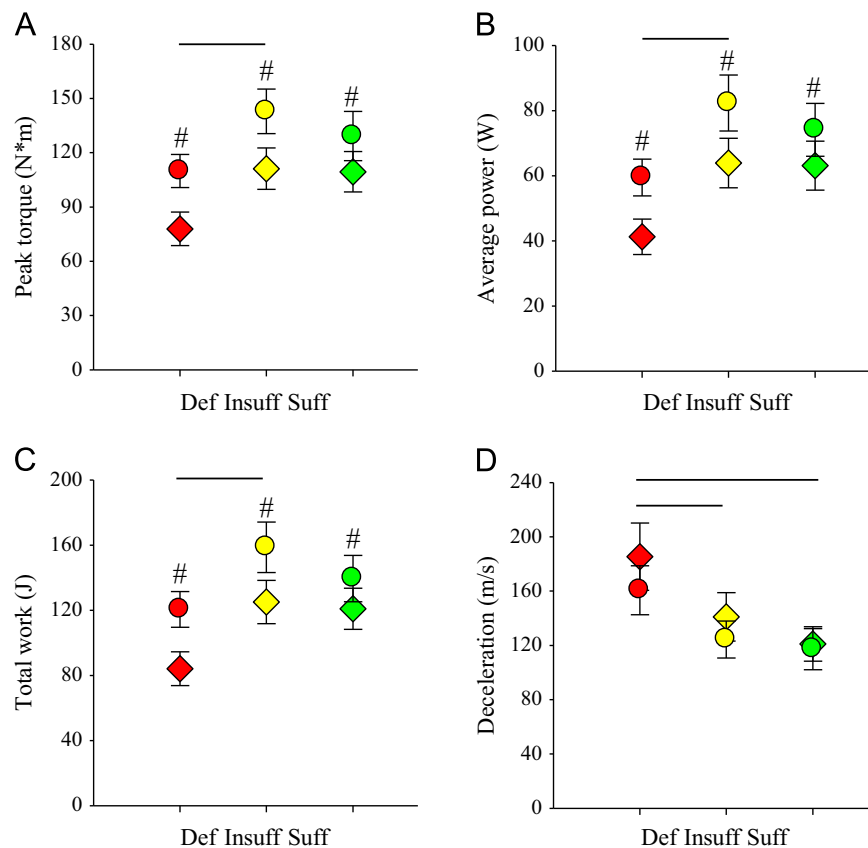 A
Peak torque (N*m)
180
150
120
90
60
30
0
#
#
#
Def Insuff Suff
B
Average power (W)
100
80
60
40
20
0
#
#
#
Def Insuff Suff
C
Total work (J)
200
160
120
80
40
0
#
#
#
Def Insuff Suff
D
Deceleration (m/s)
240
200
160
120
80
40
0
Def Insuff Suff